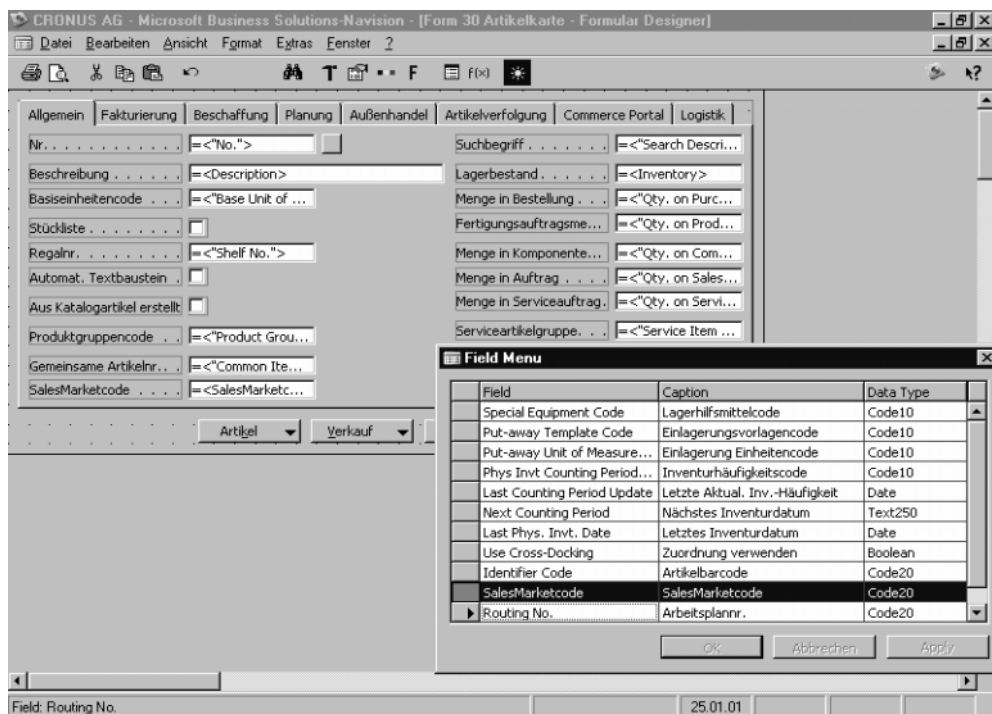 CRONUS AG - Microsoft Business Solutions-Navision - [Form 30 Artikelkarte - Formular Designer]
Datei Bearbeiten Ansicht Format Extras Fenster ?
T F f(x)
Allgemein Fakturierung Beschaffung Planung Außenhandel Artikelverfolgung Commerce Portal Logistik
Nr. . . . . . . . . . . . . =<"No."> Suchbegriff . . . . . . . =<"Search Descri...
Beschreibung . . . . . . =<Description> Lagerbestand . . . . . . =<Inventory>
Basiseinheitencode . . . =<"Base Unit of ... Menge in Bestellung . . . =<"Qty. on Purc...
Stückliste . . . . . . . . Fertigungsauftragsme... =<"Qty. on Prod...
Regalnr. . . . . . . . . . =<"Shelf No."> Menge in Komponente... =<"Qty. on Com...
Automat. Textbaustein . Menge in Auftrag . . . . =<"Qty. on Sales...
Aus Katalogartikel erstellt Menge in Serviceauftrag. =<"Qty. on Servi...
Produktgruppencode . . =<"Product Grou... Serviceartikelgruppe. . . =<"Service Item ...
Gemeinsame Artikelnr.. . =<"Common Ite...
SalesMarketcode . . . . =<SalesMarketc...
Artikel Verkauf
Field Menu
Field Caption Data Type
Special Equipment Code Lagerhilfsmittelcode Code10
Put-away Template Code Einlagerungsvorlagencode Code10
Put-away Unit of Measure... Einlagerung Einheitencode Code10
Phys Invt Counting Period... Inventurhäufigkeitscode Code10
Last Counting Period Update Letzte Aktual. Inv.-Häufigkeit Date
Next Counting Period Nächstes Inventurdatum Text250
Last Phys. Invt. Date Letztes Inventurdatum Date
Use Cross-Docking Zuordnung verwenden Boolean
Identifier Code Artikelbarcode Code20
SalesMarketcode SalesMarketcode Code20
Routing No. Arbeitsplannr. Code20
OK Abbrechen Apply
Field: Routing No. 25.01.01